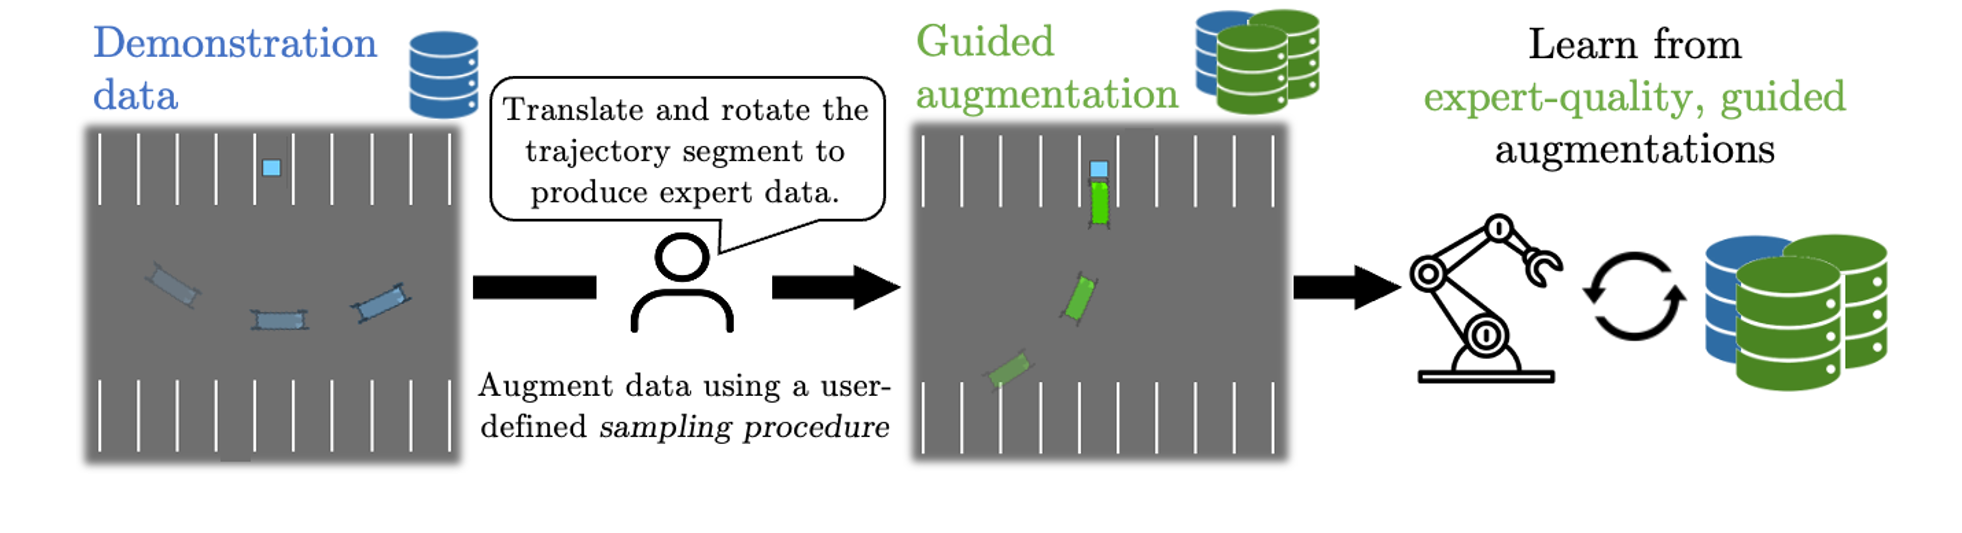 Demonstration
data
Translate and rotate the
trajectory segment to
produce expert data.
Augment data using a user-
defined sampling procedure
Guided
augmentation
Learn from
expert-quality, guided
augmentations